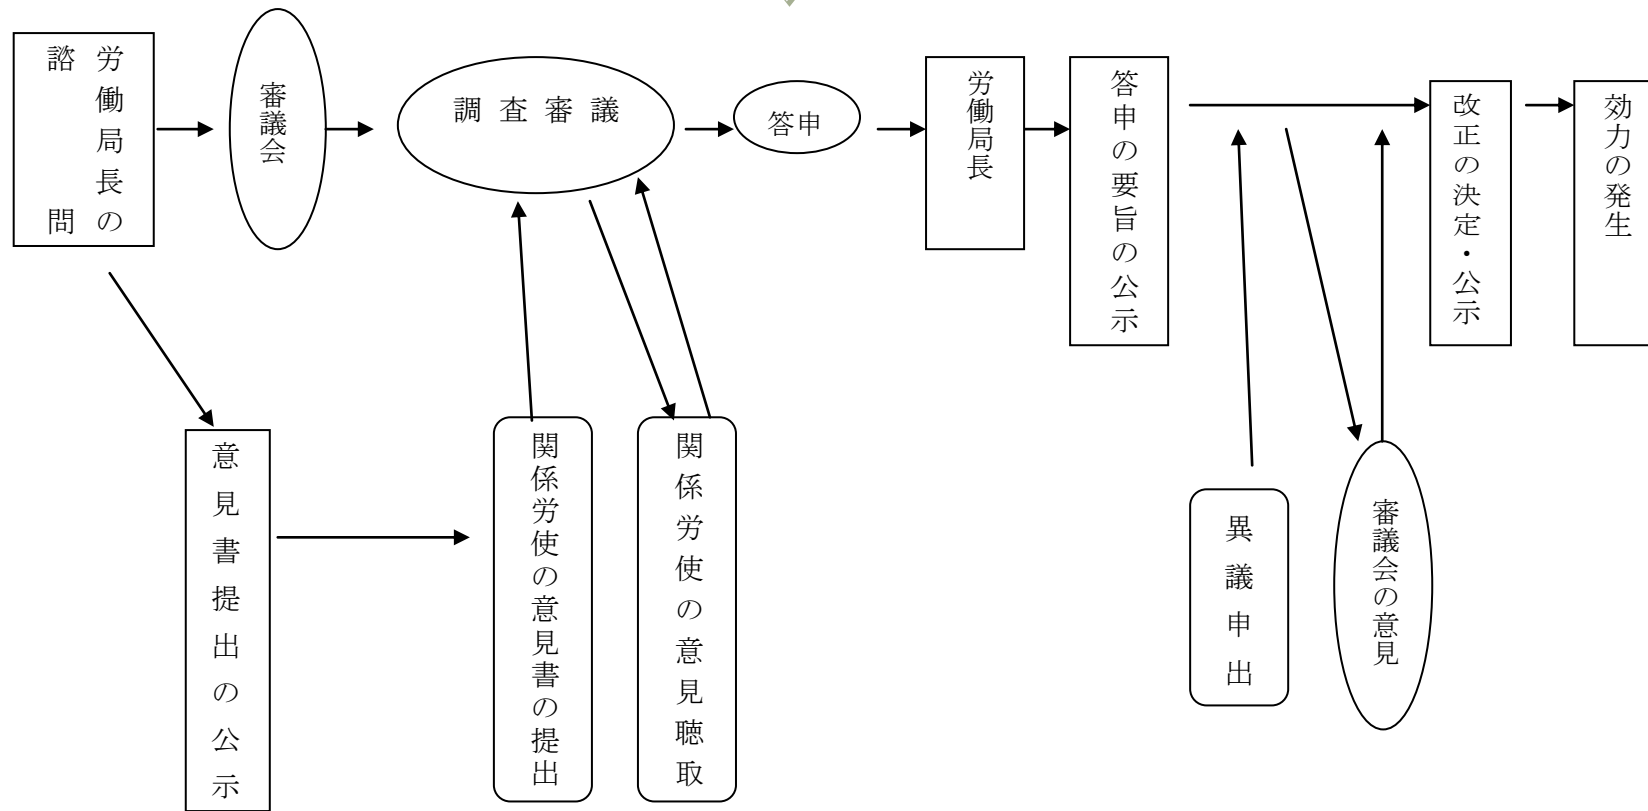 労働局長の
諮問
審議会
調査審議
答申
労働局長
答申の要旨の公示
改正の決定・公示
効力の発生
意見書提出の公示
関係労使の意見書の提出
関係労使の意見聴取
異議申出
審議会の意見